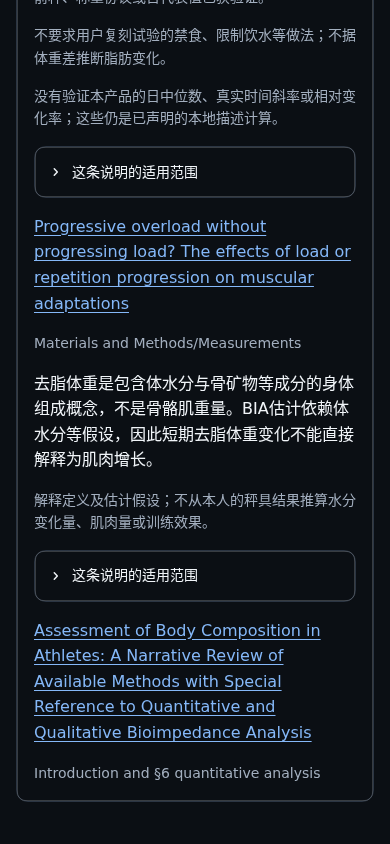 不要求用户复刻试验的禁食、限制饮水等做法；不据
体重差推断脂肪变化。
没有验证本产品的日中位数、真实时间斜率或相对变
化率；这些仍是已声明的本地描述计算。
这条说明的适用范围
Progressive overload without
progressing load? The effects of load or
repetition progression on muscular
adaptations
Materials and Methods/Measurements
去脂体重是包含体水分与骨矿物等成分的身体
组成概念，不是骨骼肌重量。BIA估计依赖体
水分等假设，因此短期去脂体重变化不能直接
解释为肌肉增长。
解释定义及估计假设；不从本人的秤具结果推算水分
变化量、肌肉量或训练效果。
这条说明的适用范围
Assessment of Body Composition in
Athletes: A Narrative Review of
Available Methods with Special
Reference to Quantitative and
Qualitative Bioimpedance Analysis
Introduction and §6 quantitative analysis